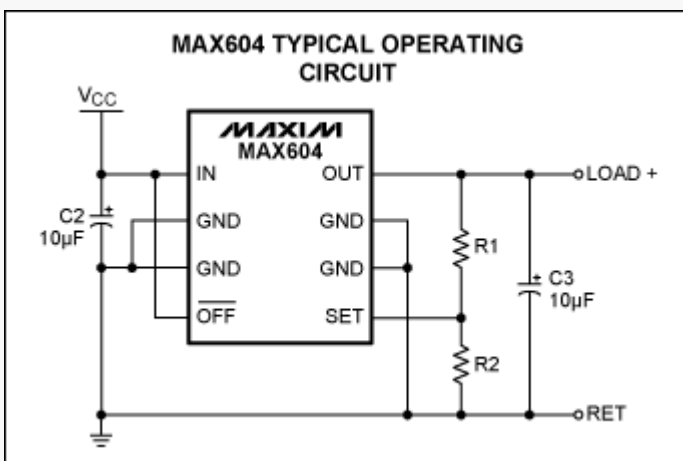 MAX604 TYPICAL OPERATING
CIRCUIT
VCC
MAXIM
MAX604
IN OUT LOAD +
C2
10µF
GND GND
R1
GND GND
C3
10µF
OFF SET
R2
RET